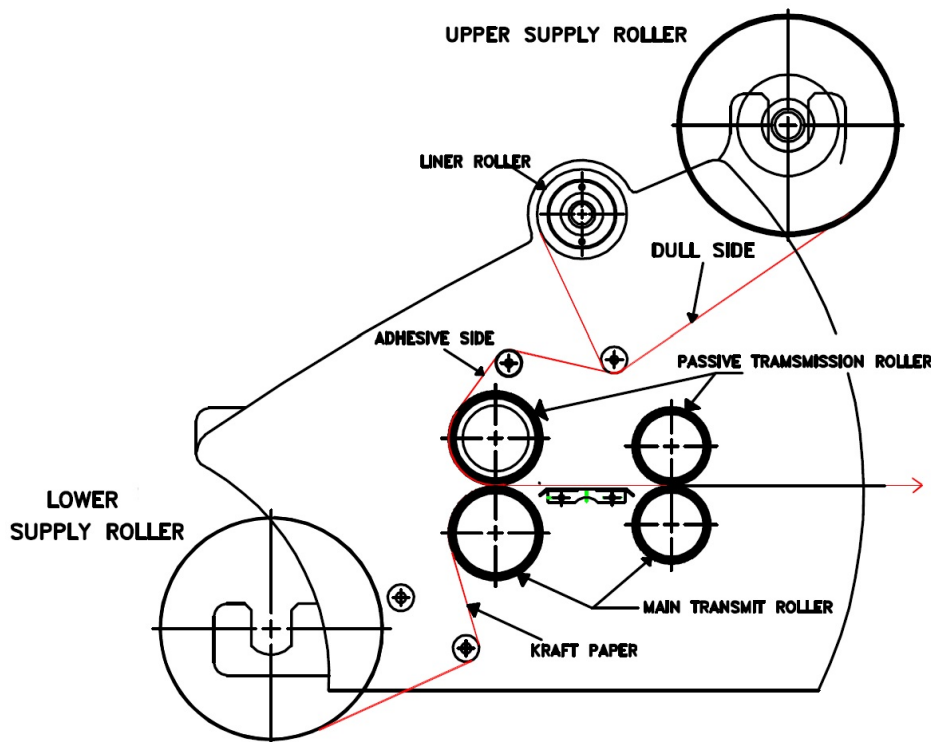 UPPER SUPPLY ROLLER
LINER ROLLER
DULL SIDE
ADHESIVE SIDE
PASSIVE TRAMSMISSION ROLLER
LOWER
SUPPLY ROLLER
MAIN TRANSMIT ROLLER
KRAFT PAPER